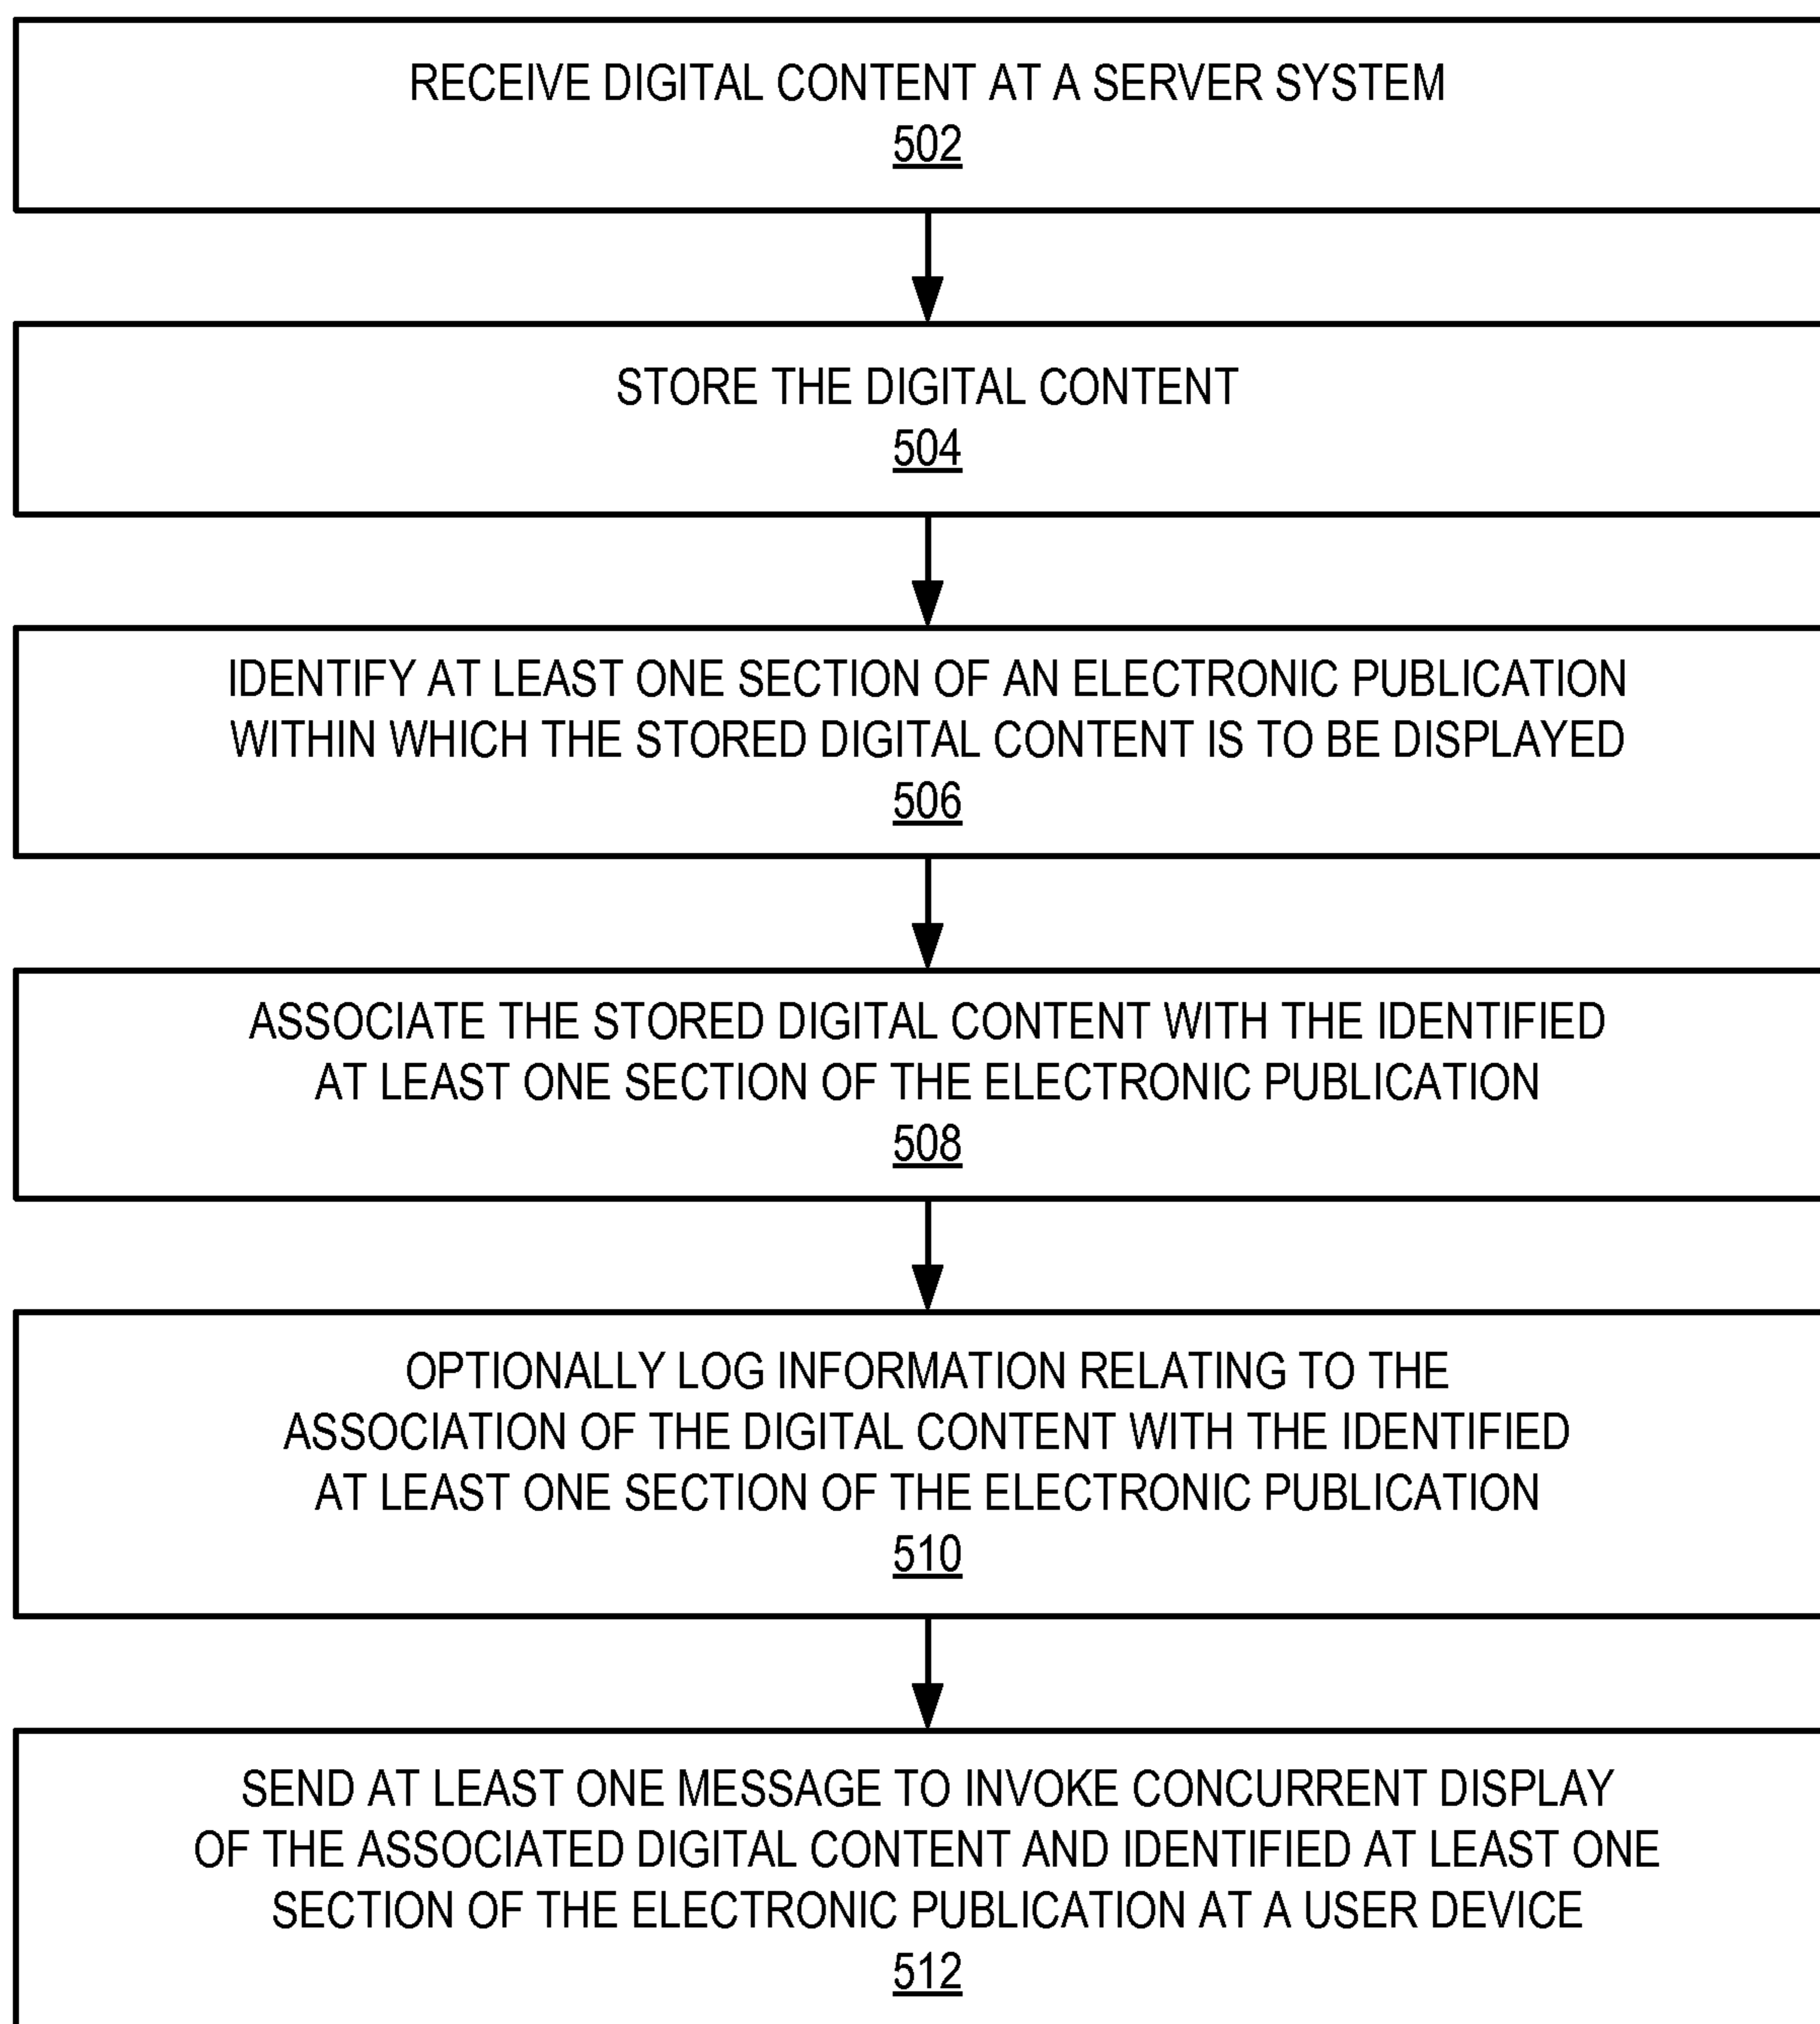 RECEIVE DIGITAL CONTENT AT A SERVER SYSTEM
502
STORE THE DIGITAL CONTENT
504
IDENTIFY AT LEAST ONE SECTION OF AN ELECTRONIC PUBLICATION
WITHIN WHICH THE STORED DIGITAL CONTENT IS TO BE DISPLAYED
506
ASSOCIATE THE STORED DIGITAL CONTENT WITH THE IDENTIFIED
AT LEAST ONE SECTION OF THE ELECTRONIC PUBLICATION
508
OPTIONALLY LOG INFORMATION RELATING TO THE
ASSOCIATION OF THE DIGITAL CONTENT WITH THE IDENTIFIED
AT LEAST ONE SECTION OF THE ELECTRONIC PUBLICATION
510
SEND AT LEAST ONE MESSAGE TO INVOKE CONCURRENT DISPLAY
OF THE ASSOCIATED DIGITAL CONTENT AND IDENTIFIED AT LEAST ONE
SECTION OF THE ELECTRONIC PUBLICATION AT A USER DEVICE
512